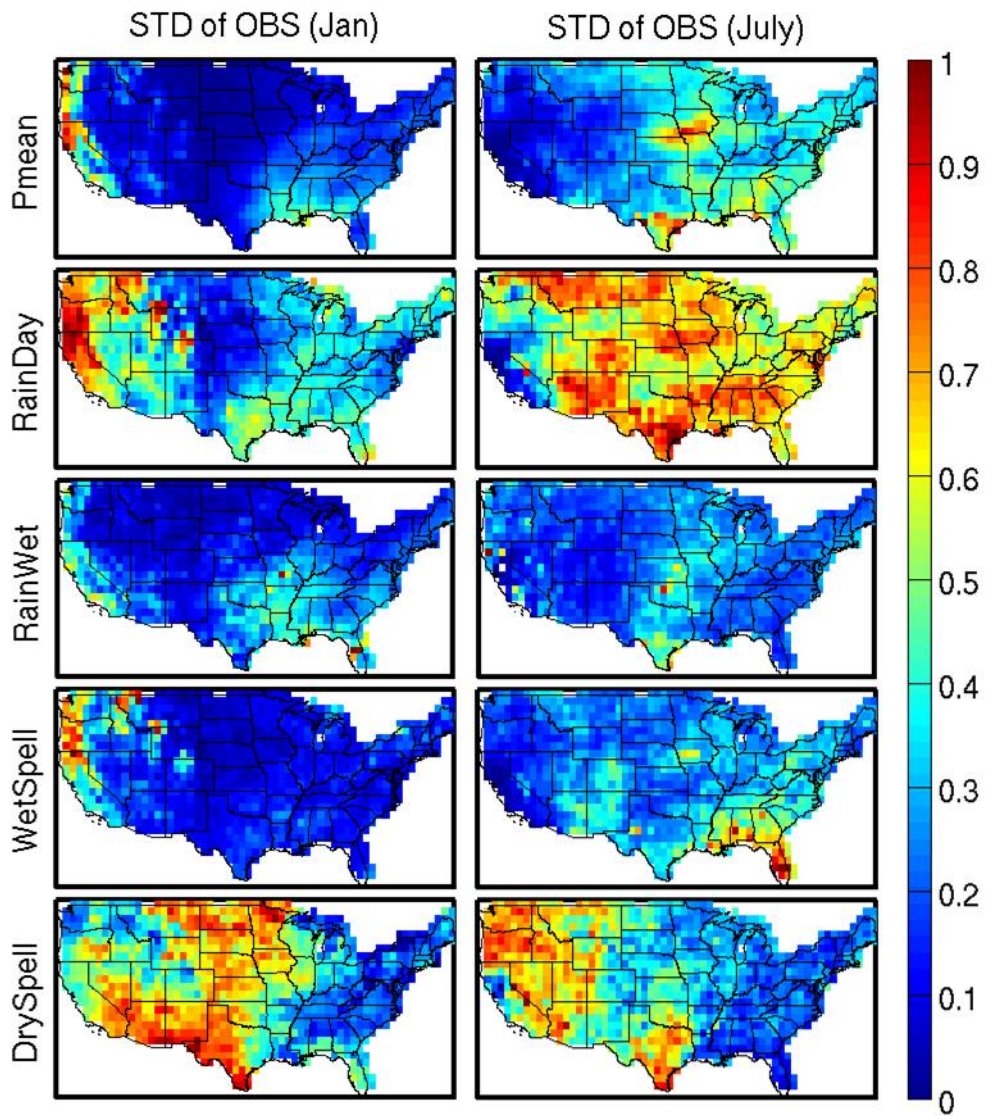 STD of OBS (Jan)
STD of OBS (July)
Pmean
RainDay
RainWet
WetSpell
DrySpell
1
0.9
0.8
0.7
0.6
0.5
0.4
0.3
0.2
0.1
0